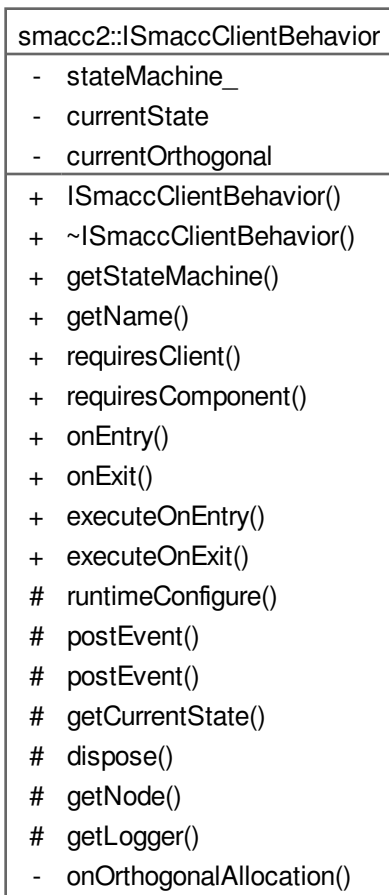 smacc2::ISmaccClientBehavior
- stateMachine_
- currentState
- currentOrthogonal
+ ISmaccClientBehavior()
+ ~ISmaccClientBehavior()
+ getStateMachine()
+ getName()
+ requiresClient()
+ requiresComponent()
+ onEntry()
+ onExit()
+ executeOnEntry()
+ executeOnExit()
# runtimeConfigure()
# postEvent()
# postEvent()
# getCurrentState()
# dispose()
# getNode()
# getLogger()
- onOrthogonalAllocation()